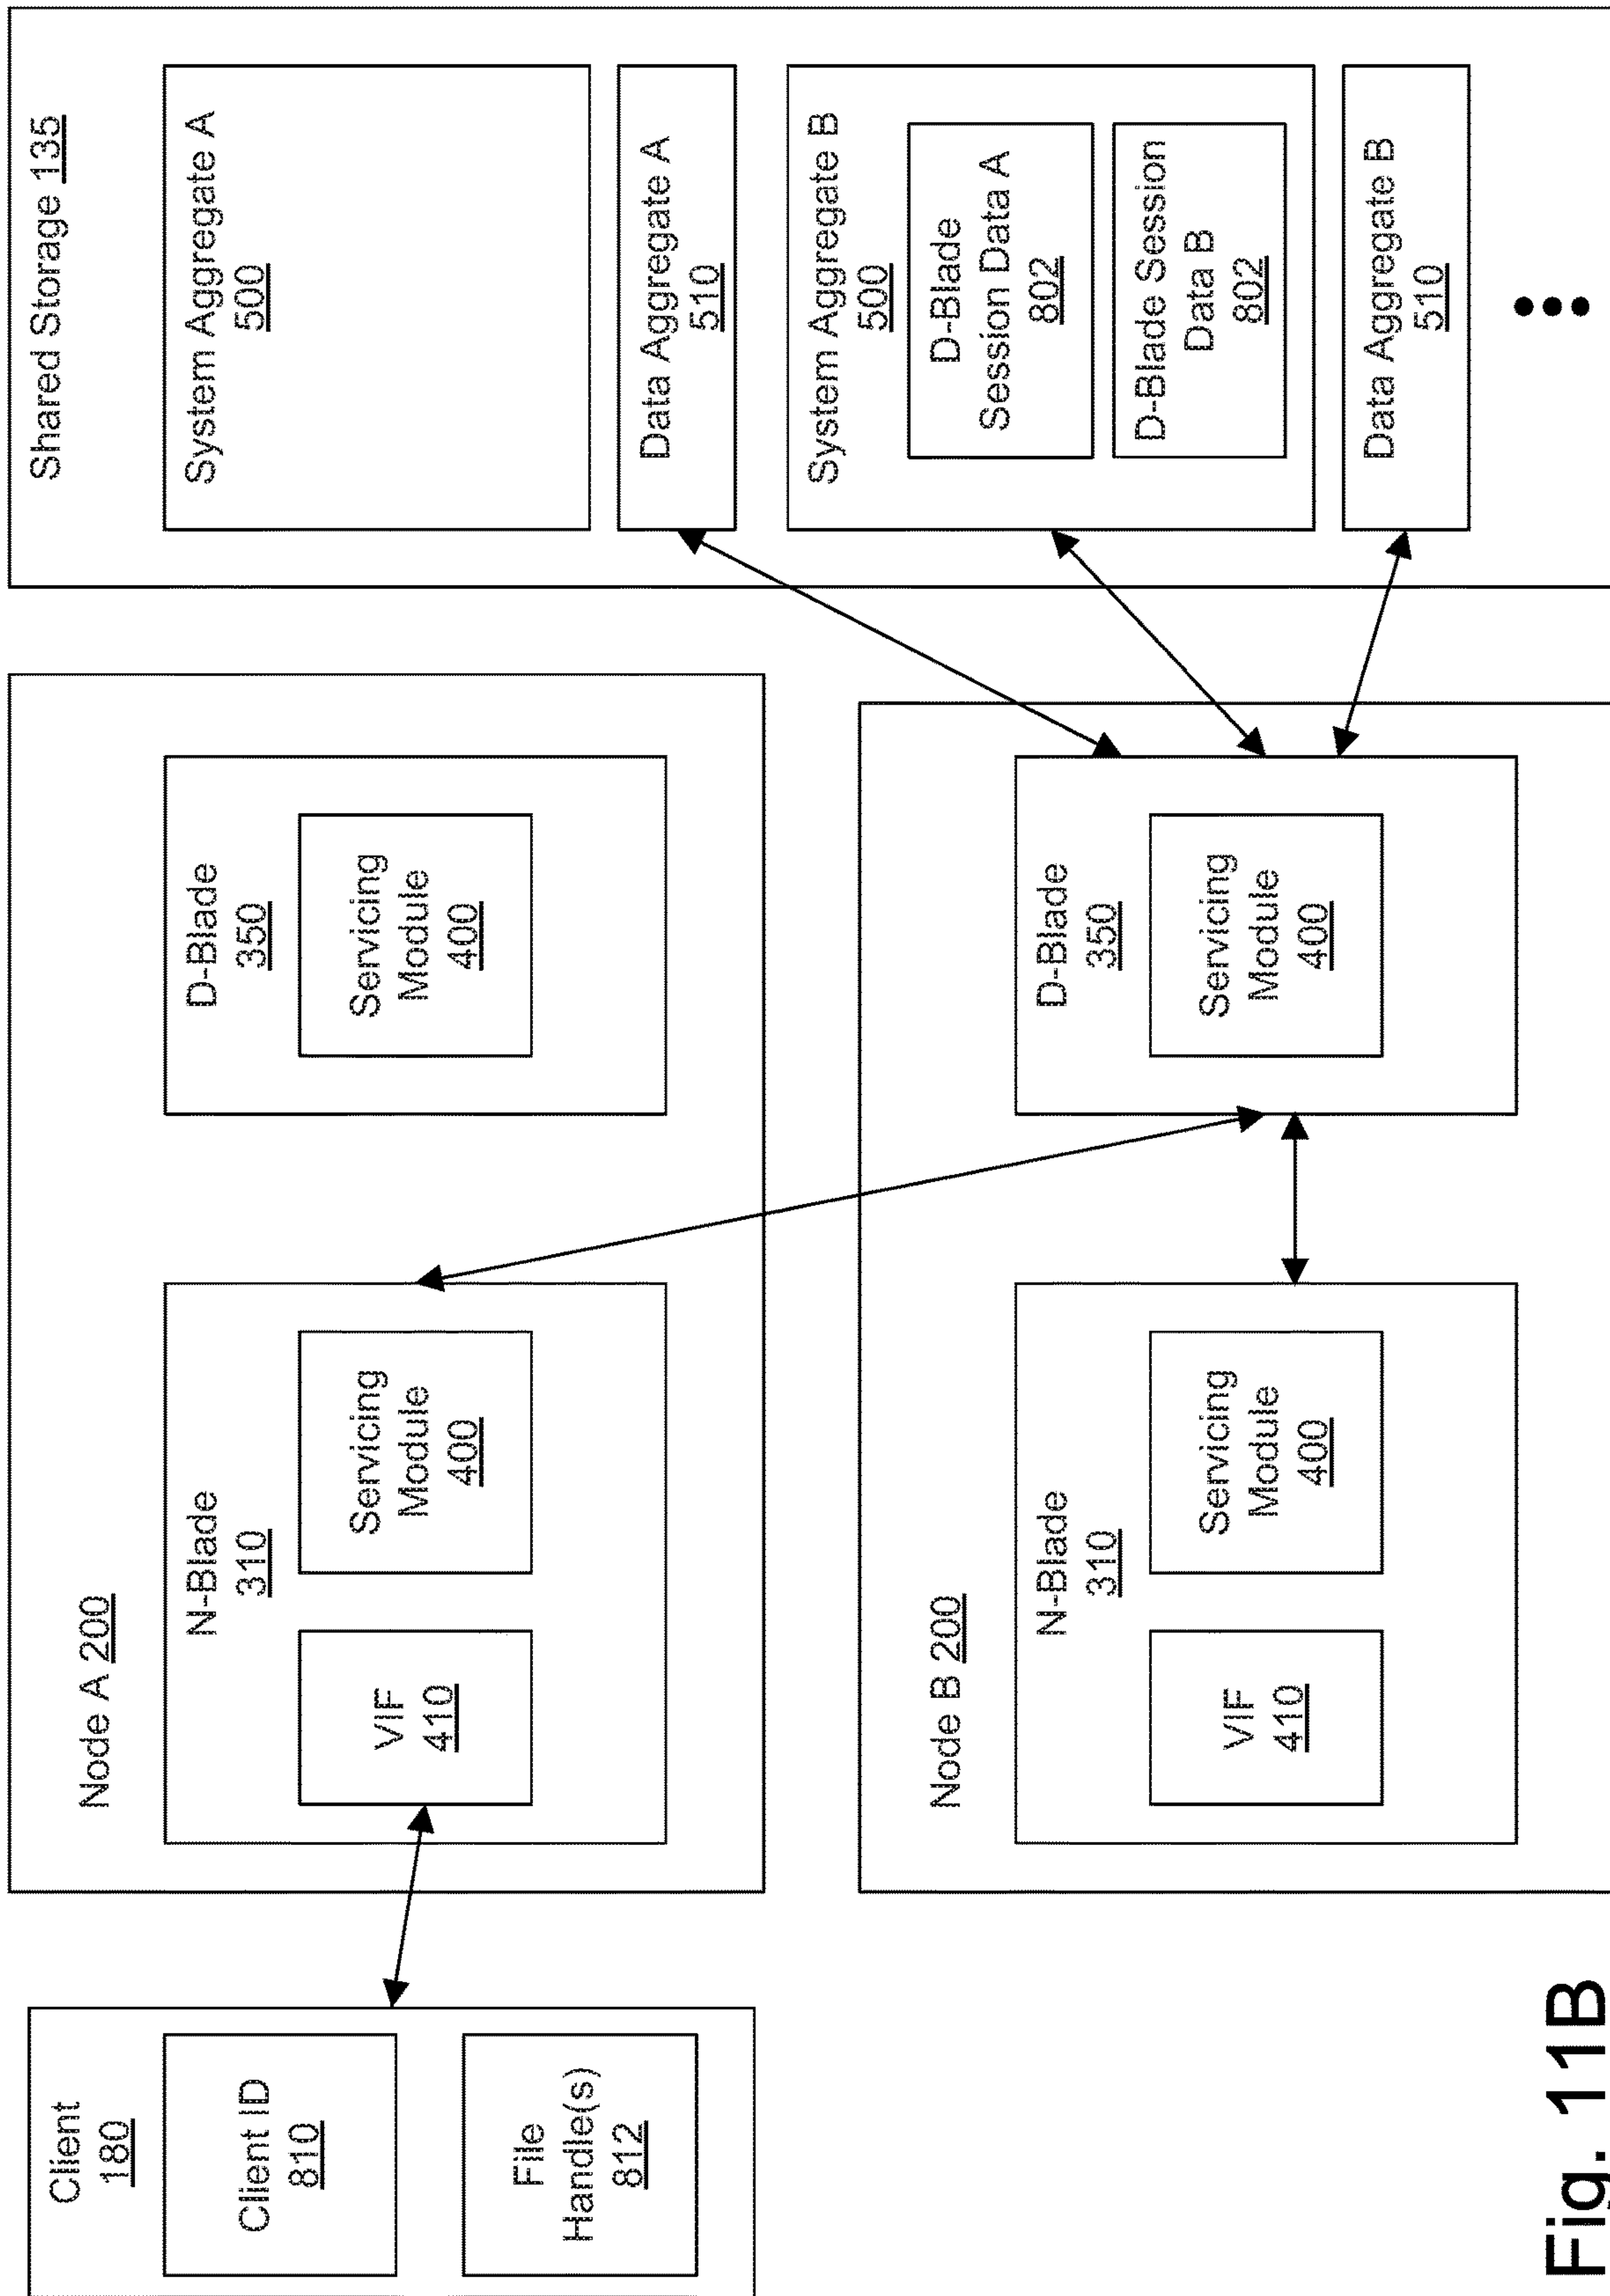 Client
180
Client ID
810
File
Handle(s)
812
Node A 200
N-Blade
310
VIF
410
Servicing
Module
400
D-Blade
350
Servicing
Module
400
Node B 200
N-Blade
310
VIF
410
Servicing
Module
400
D-Blade
350
Servicing
Module
400
Shared Storage 135
System Aggregate A
500
Data Aggregate A
510
System Aggregate B
500
D-Blade
Session Data A
802
D-Blade Session
Data B
802
Data Aggregate B
510
Fig. 11B